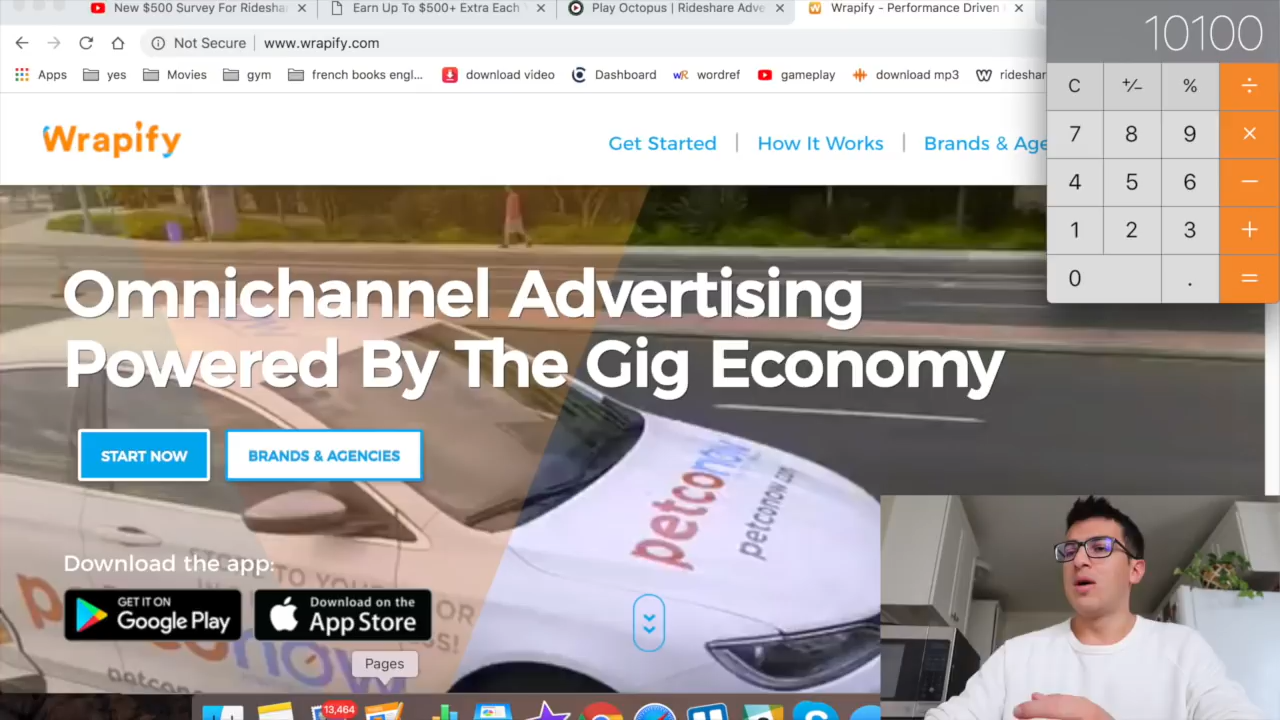 New $500 Survey For Ridesha
Earn Up To $500+ Extra Each
Play Octopus | Rideshare Adve
Wrapify - Performance Driven
10100
Not Secure
www.wrapify.com
Apps
yes
Movies
gym
french books engl...
download video
Dashboard
wordref
gameplay
download mp3
rideshar
C
+/−
%
÷
7
8
9
×
4
5
6
−
1
2
3
+
0
.
=
Wrapify
Get Started
How It Works
Brands & Age
Omnichannel Advertising
Powered By The Gig Economy
START NOW
BRANDS & AGENCIES
petconow
petconow.com
Download the app:
GET IT ON
Google Play
Download on the
App Store
Pages
13,464